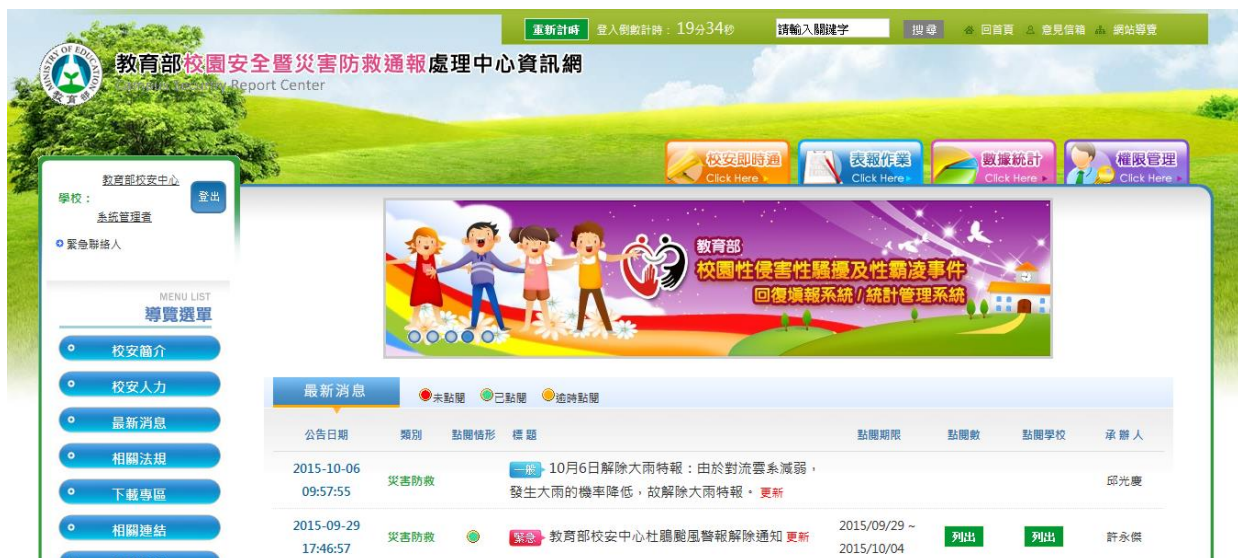 重新計時 登入倒數計時：19分34秒 請輸入關鍵字 搜尋 回首頁 意見信箱 網站導覽
教育部校園安全暨災害防救通報處理中心資訊網
Report Center
校安即時通 Click Here
表報作業 Click Here
數據統計 Click Here
權限管理 Click Here
教育部校安中心
學校：
登出
系統管理者
緊急聯絡人
教育部
校園性侵害性騷擾及性霸凌事件
回復填報系統/統計管理系統
MENU LIST
導覽選單
校安簡介
校安人力
最新消息
相關法規
下載專區
相關連結
最新消息 未點閱 已點閱 逾時點閱
公告日期 類別 點閱情形 標題 點閱期限 點閱數 點閱學校 承辦人
2015-10-06
09:57:55
災害防救
一般 10月6日解除大雨特報：由於對流雲系減弱，
發生大雨的機率降低，故解除大雨特報。更新
邱光慶
2015-09-29
17:46:57
災害防救
緊急 教育部校安中心杜鵑颱風警報解除通知 更新
2015/09/29 ~
2015/10/04
列出 列出 許永傑